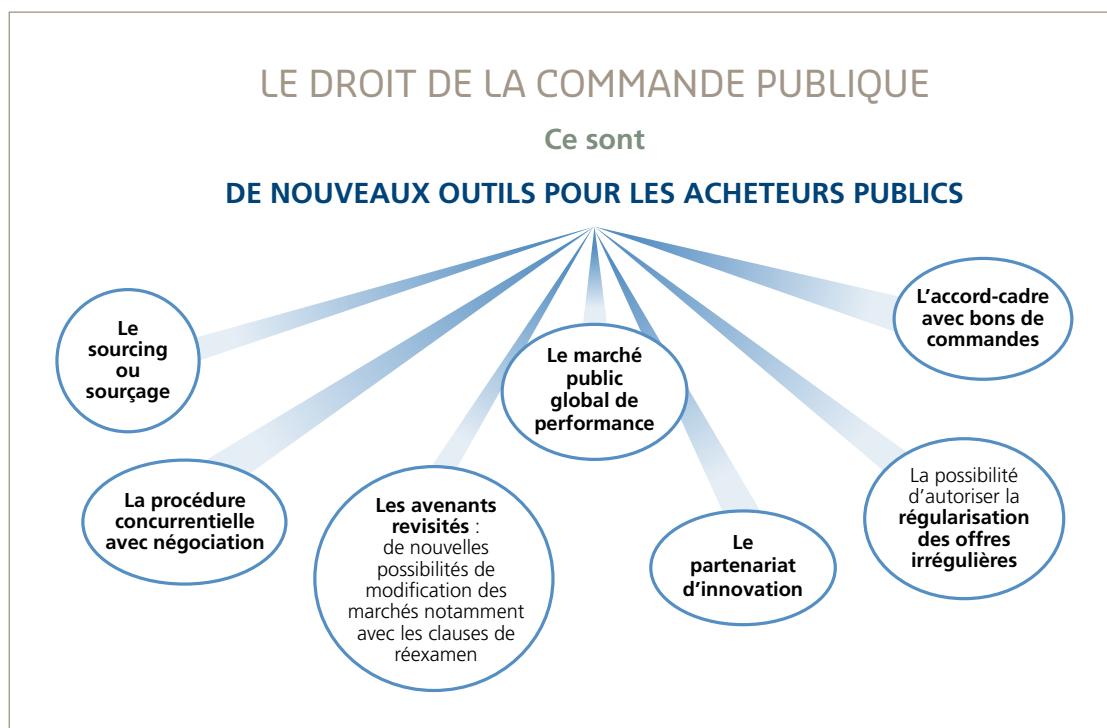 LE DROIT DE LA COMMANDE PUBLIQUE
Ce sont
DE NOUVEAUX OUTILS POUR LES ACHETEURS PUBLICS
Le
sourcing
ou
sourçage
La procédure
concurrentielle
avec négociation
Les avenants
revisités :
de nouvelles
possibilités de
modification des
marchés notamment
avec les clauses de
réexamen
Le marché
public
global de
performance
Le
partenariat
d’innovation
La possibilité
d’autoriser la
régularisation
des offres
irrégulières
L’accord-cadre
avec bons de
commandes